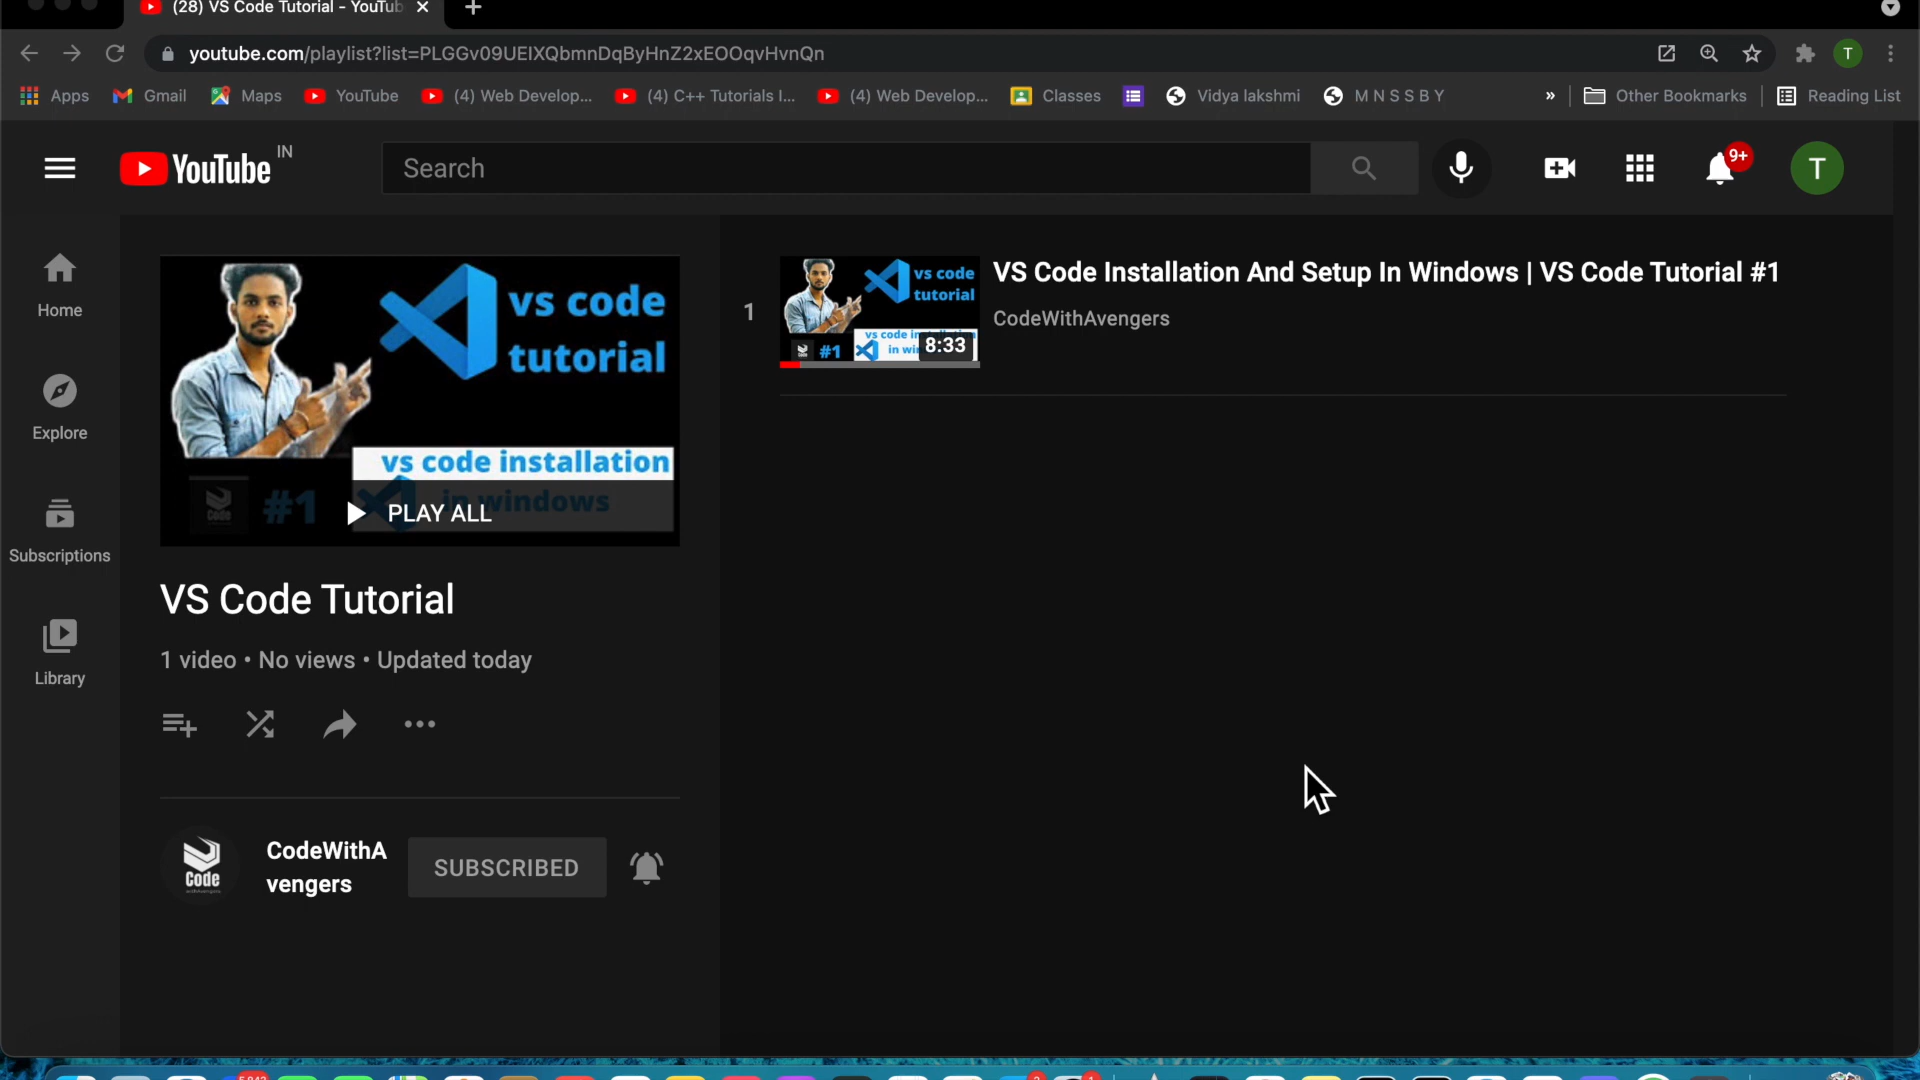 (28) VS Code Tutorial - YouTub
youtube.com/playlist?list=PLGGv09UEIXQbmnDqByHnZ2xEOOqvHvnQn
T
Apps Gmail Maps YouTube (4) Web Develop... (4) C++ Tutorials I... (4) Web Develop... Classes Vidya lakshmi M N S S B Y » Other Bookmarks Reading List
YouTube IN
Search
9+
T
Home
Explore
Subscriptions
Library
vs code
tutorial
vs code installation
in windows
#1
Code
PLAY ALL
VS Code Tutorial
1 video • No views • Updated today
Code
CodeWithA
vengers
SUBSCRIBED
1
vs code
tutorial
#1
8:33
VS Code Installation And Setup In Windows | VS Code Tutorial #1
CodeWithAvengers